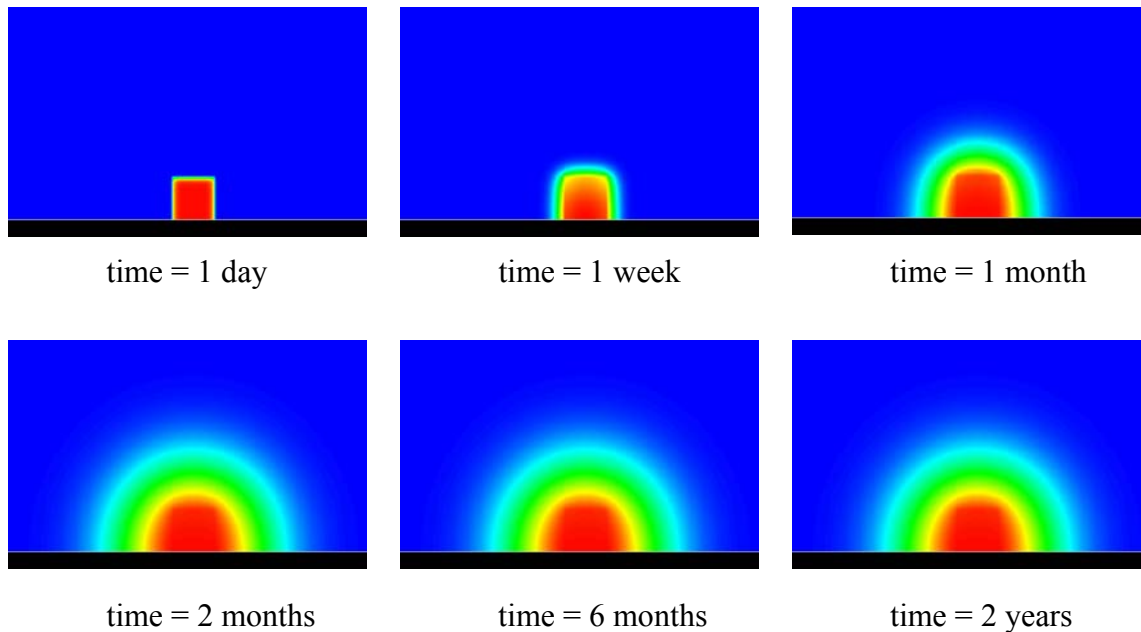 time = 1 day
time = 1 week
time = 1 month
time = 2 months
time = 6 months
time = 2 years